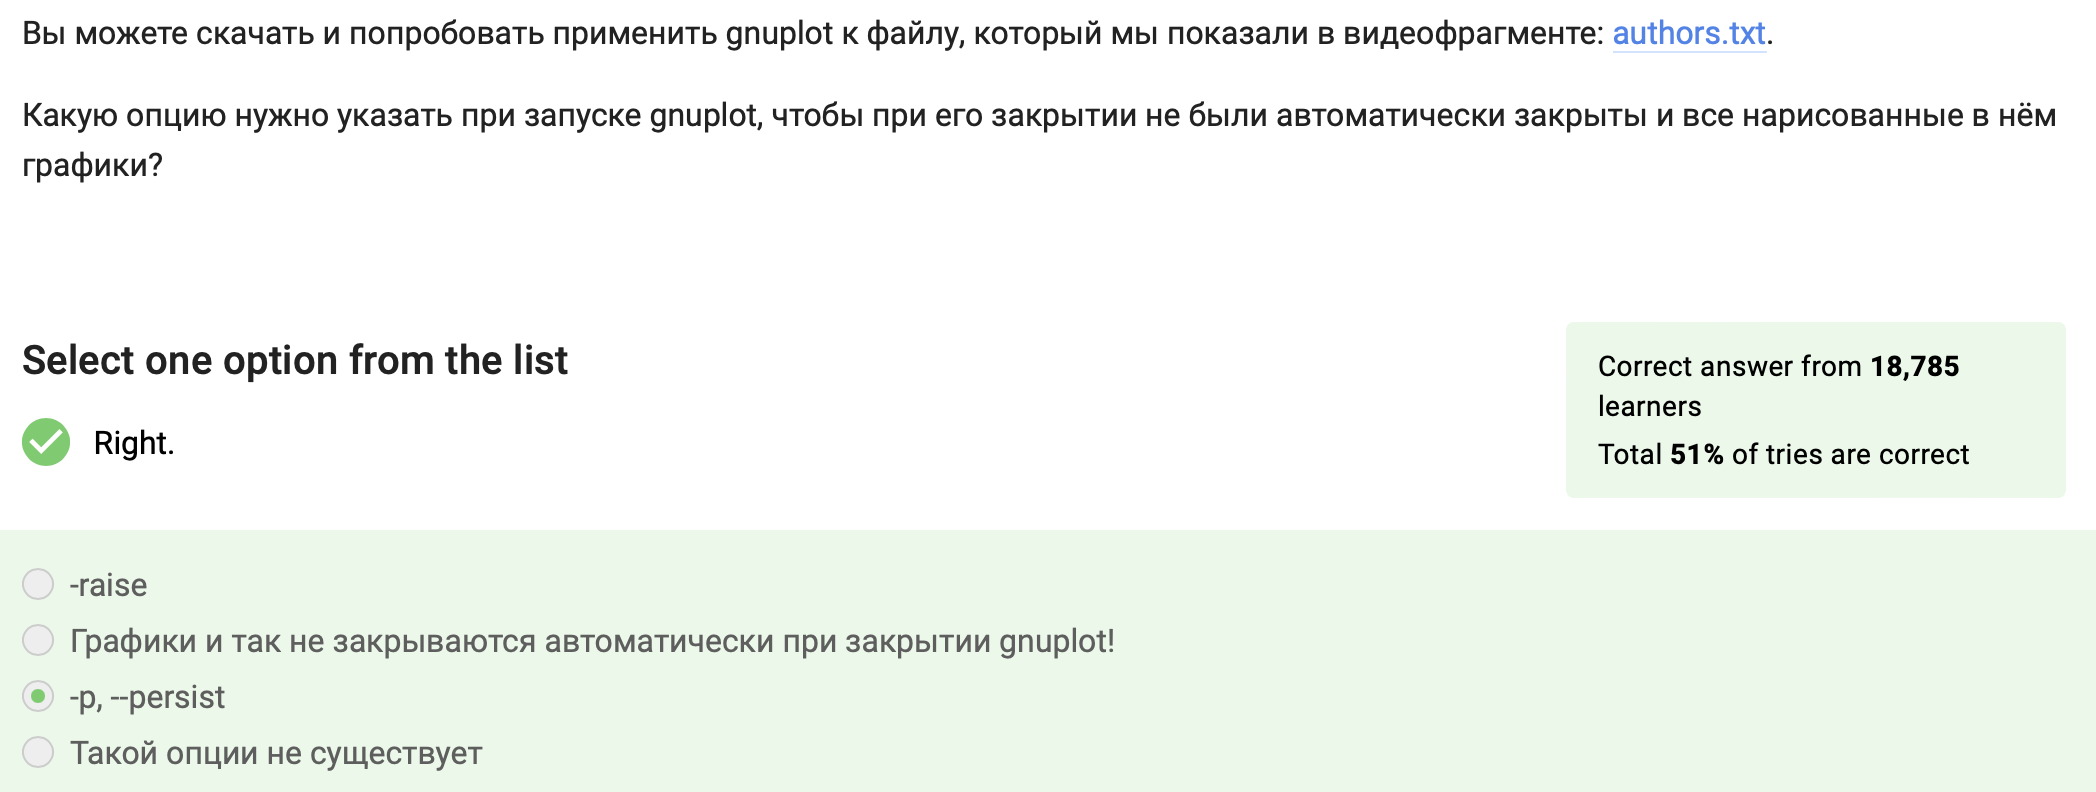 Вы можете скачать и попробовать применить gnuplot к файлу, который мы показали в видеофрагменте: authors.txt.
Какую опцию нужно указать при запуске gnuplot, чтобы при его закрытии не были автоматически закрыты и все нарисованные в нём
графики?
Select one option from the list
Right.
Correct answer from 18,785
learners
Total 51% of tries are correct
-raise
Графики и так не закрываются автоматически при закрытии gnuplot!
-p, --persist
Такой опции не существует